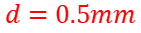 d = 0.5mm